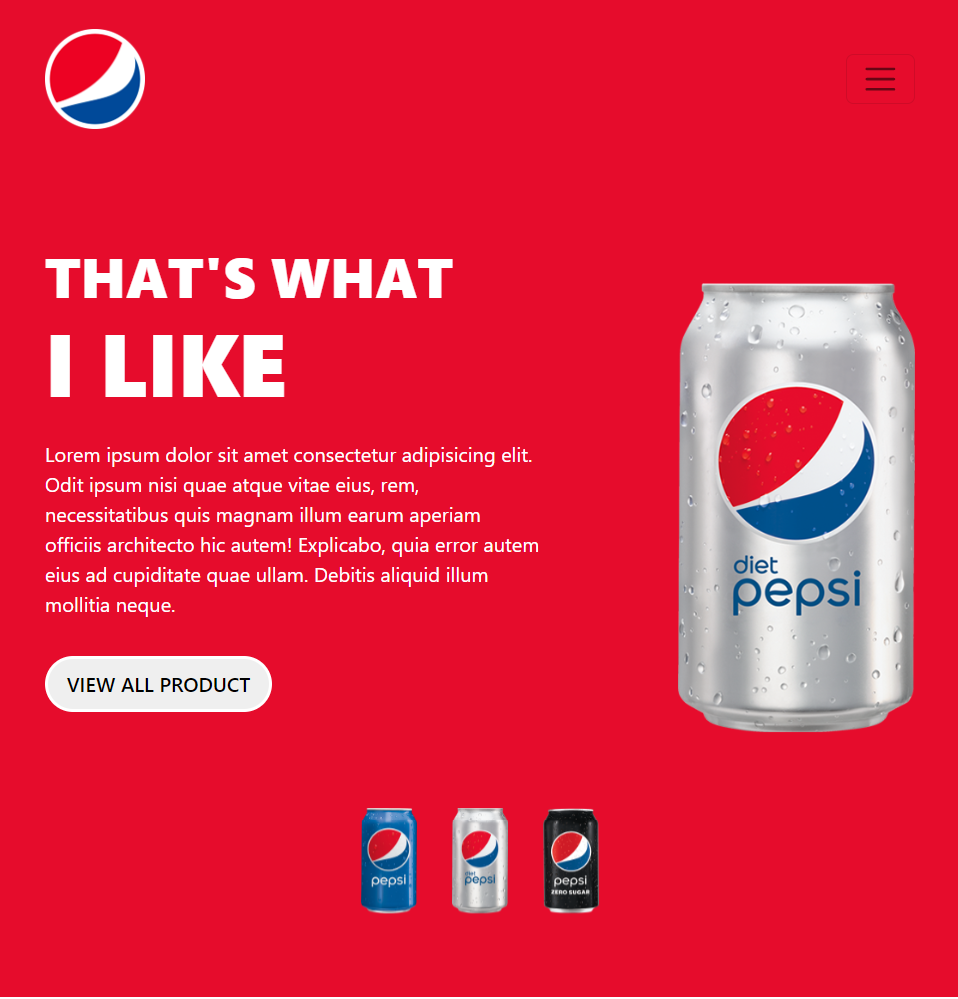 THAT'S WHAT
I LIKE
Lorem ipsum dolor sit amet consectetur adipisicing elit.
Odit ipsum nisi quae atque vitae eius, rem,
necessitatibus quis magnam illum earum aperiam
officiis architecto hic autem! Explicabo, quia error autem
eius ad cupiditate quae ullam. Debitis aliquid illum
mollitia neque.
VIEW ALL PRODUCT
diet
pepsi
pepsi
diet
pepsi
pepsi
ZERO SUGAR